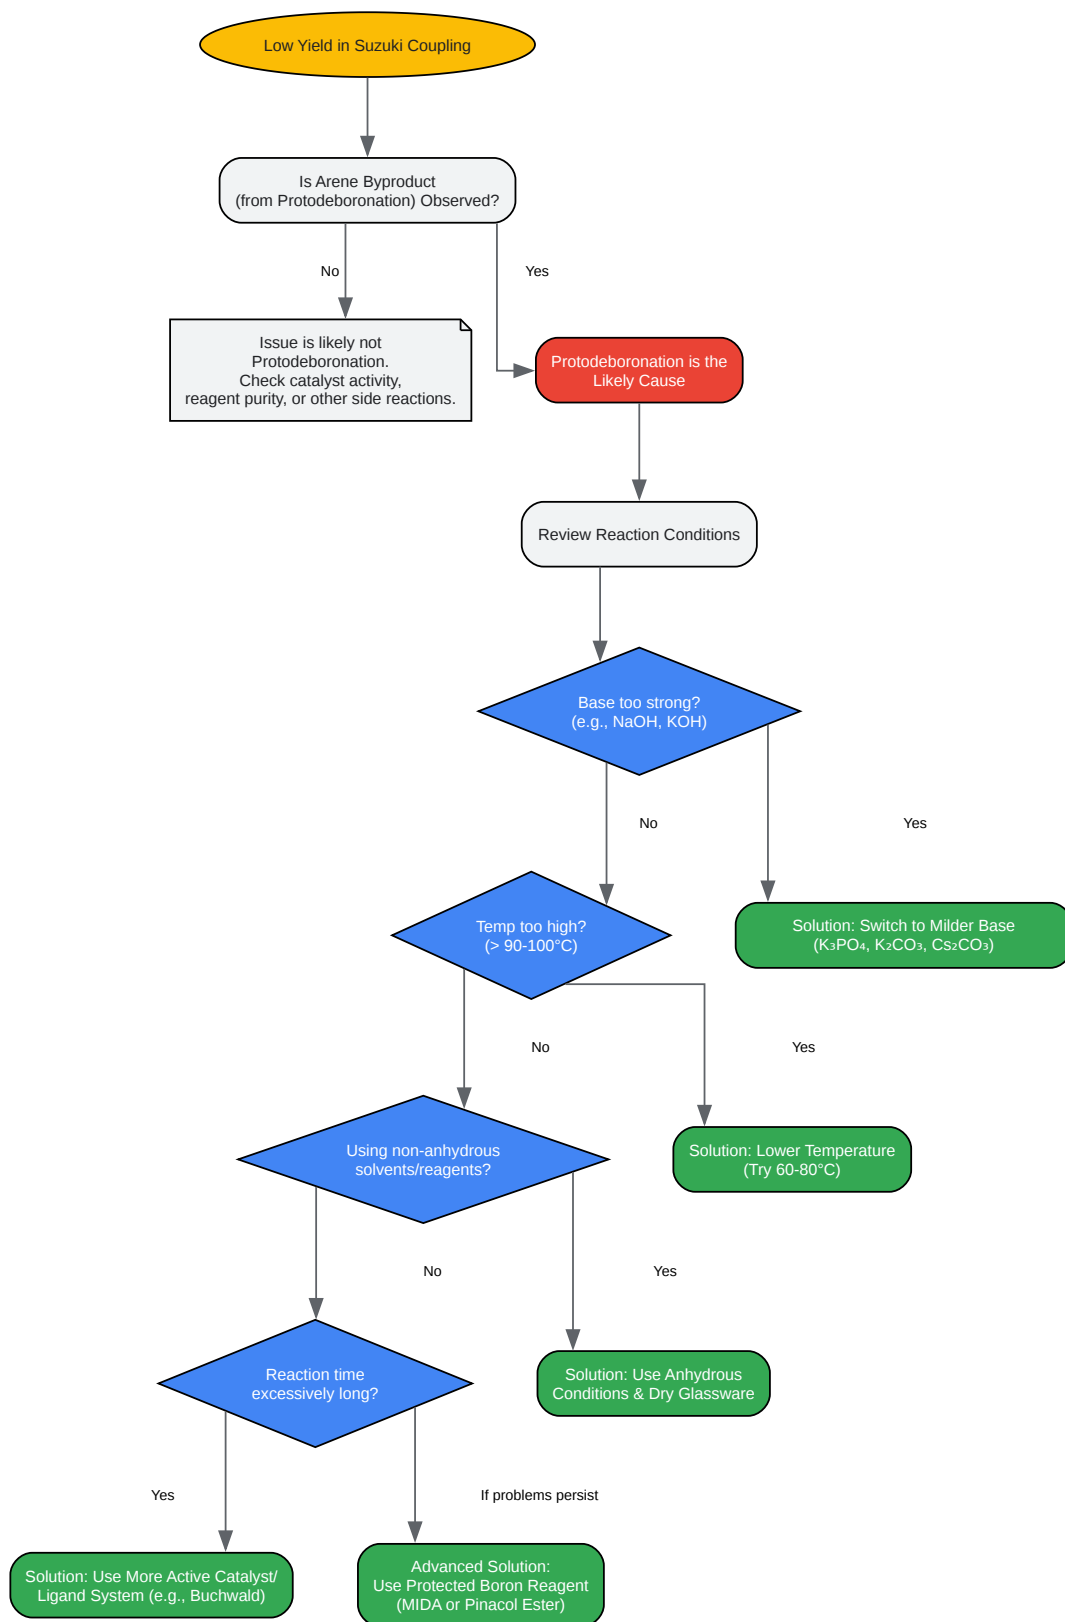 Low Yield in Suzuki Coupling
Is Arene Byproduct
(from Protodeboronation) Observed?
No
Yes
Issue is likely not
Protodeboronation.
Check catalyst activity,
reagent purity, or other side reactions.
Protodeboronation is the
Likely Cause
Review Reaction Conditions
Base too strong?
(e.g., NaOH, KOH)
No
Yes
Temp too high?
(> 90-100°C)
Solution: Switch to Milder Base
(K₃PO₄, K₂CO₃, Cs₂CO₃)
No
Yes
Using non-anhydrous
solvents/reagents?
Solution: Lower Temperature
(Try 60-80°C)
No
Yes
Reaction time
excessively long?
Solution: Use Anhydrous
Conditions & Dry Glassware
Yes
If problems persist
Solution: Use More Active Catalyst/
Ligand System (e.g., Buchwald)
Advanced Solution:
Use Protected Boron Reagent
(MIDA or Pinacol Ester)